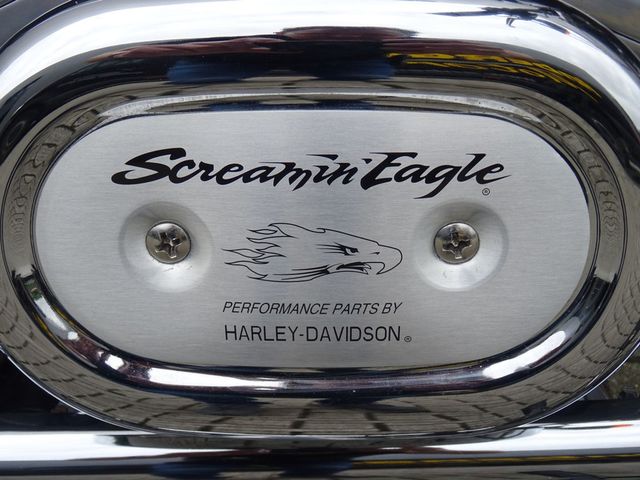 Screamin' Eagle®
PERFORMANCE PARTS BY
HARLEY-DAVIDSON®